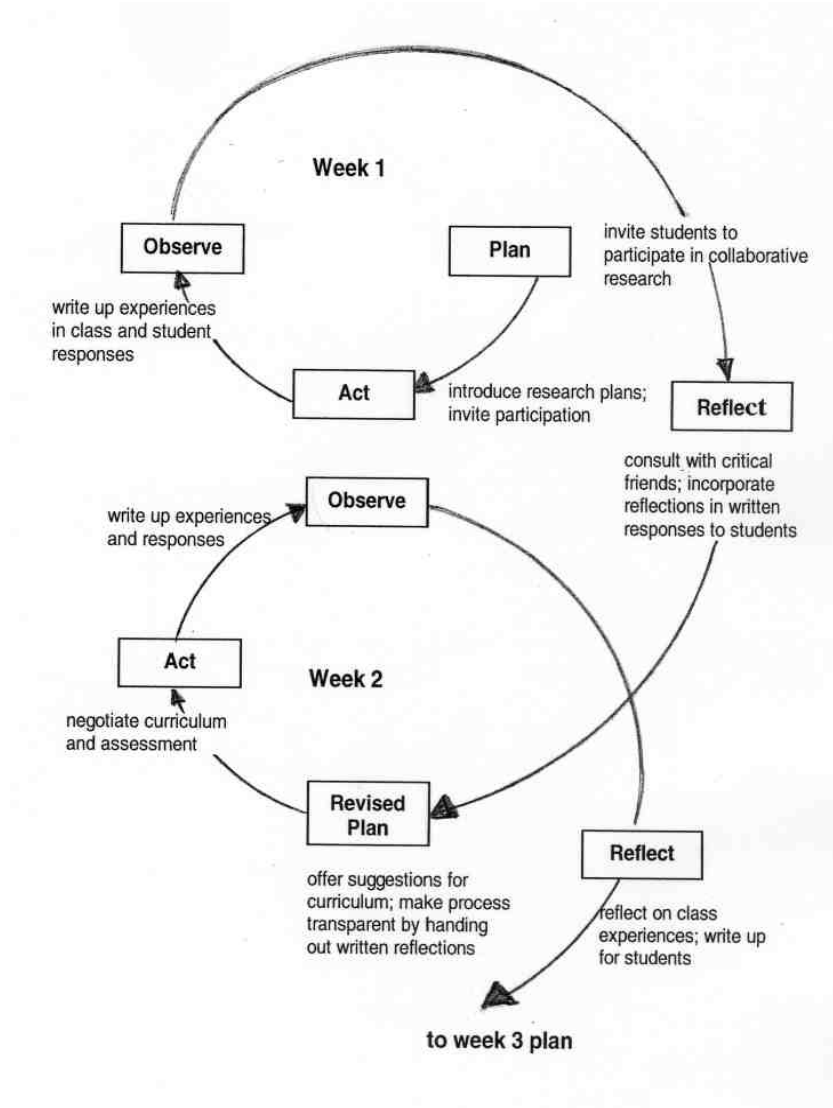 Week 1
Observe
Plan
invite students to
participate in collaborative
research
write up experiences
in class and student
responses
Act
introduce research plans;
invite participation
Reflect
consult with critical
friends; incorporate
reflections in written
responses to students
Observe
write up experiences
and responses
Act
Week 2
negotiate curriculum
and assessment
Revised
Plan
offer suggestions for
curriculum; make process
transparent by handing
out written reflections
Reflect
reflect on class
experiences; write up
for students
to week 3 plan